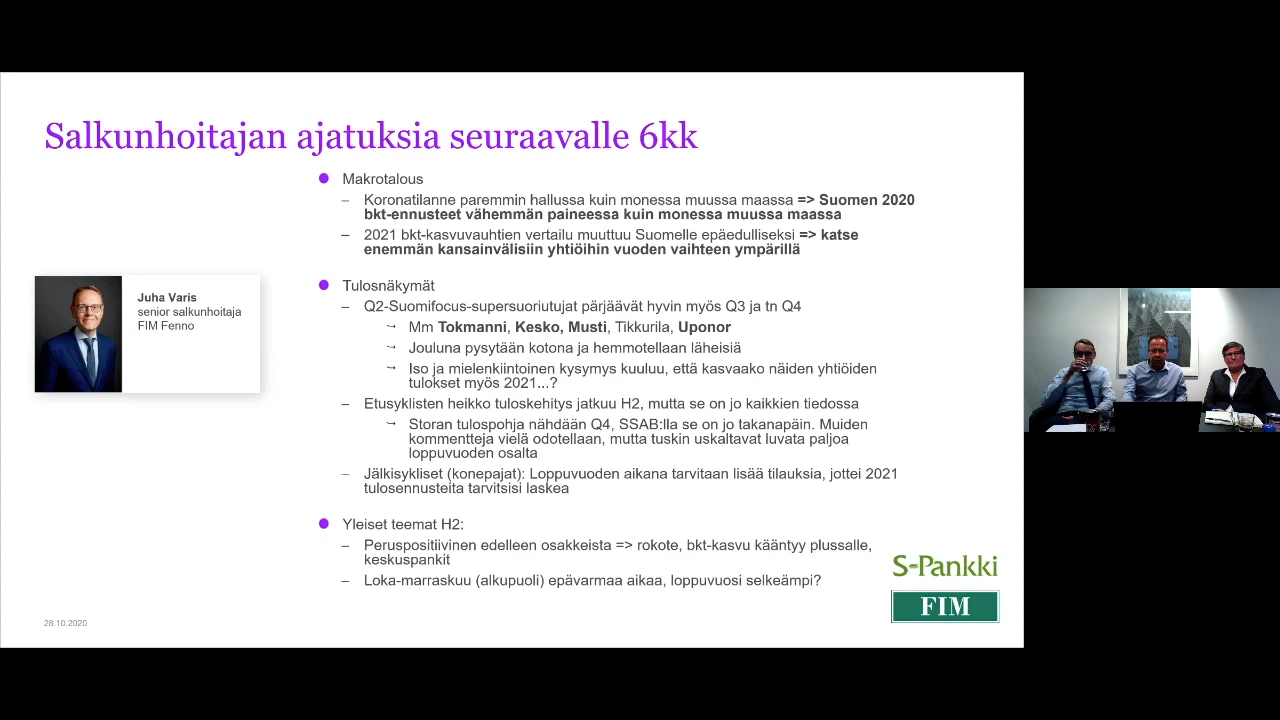 Salkunhoitajan ajatuksia seuraavalle 6kk
Makrotalous
– Koronatilanne paremmin hallussa kuin monessa muussa maassa => Suomen 2020
bkt-ennusteet vähemmän paineessa kuin monessa muussa maassa
– 2021 bkt-kasvuvauhtien vertailu muuttuu Suomelle epäedulliseksi => katse
enemmän kansainvälisiin yhtiöihin vuoden vaihteen ympärillä
Juha Varis
senior salkunhoitaja
FIM Fenno
Tulosnäkymät
– Q2-Suomifocus-supersuoriutujat pärjäävät hyvin myös Q3 ja tn Q4
Mm Tokmanni, Kesko, Musti, Tikkurila, Uponor
Jouluna pysytään kotona ja hemmotellaan läheisiä
Iso ja mielenkiintoinen kysymys kuuluu, että kasvaako näiden yhtiöiden
tulokset myös 2021...?
– Etusyklisten heikko tuloskehitys jatkuu H2, mutta se on jo kaikkien tiedossa
Storan tulospohja nähdään Q4, SSAB:lla se on jo takanapäin. Muiden
kommentteja vielä odotellaan, mutta tuskin uskaltavat luvata paljoa
loppuvuoden osalta
– Jälkisykliset (konepajat): Loppuvuoden aikana tarvitaan lisää tilauksia, jottei 2021
tulosennusteita tarvitsisi laskea
Yleiset teemat H2:
– Peruspositiivinen edelleen osakkeista => rokote, bkt-kasvu kääntyy plussalle,
keskuspankit
– Loka-marraskuu (alkupuoli) epävarmaa aikaa, loppuvuosi selkeämpi?
S-Pankki
FIM
28.10.2020